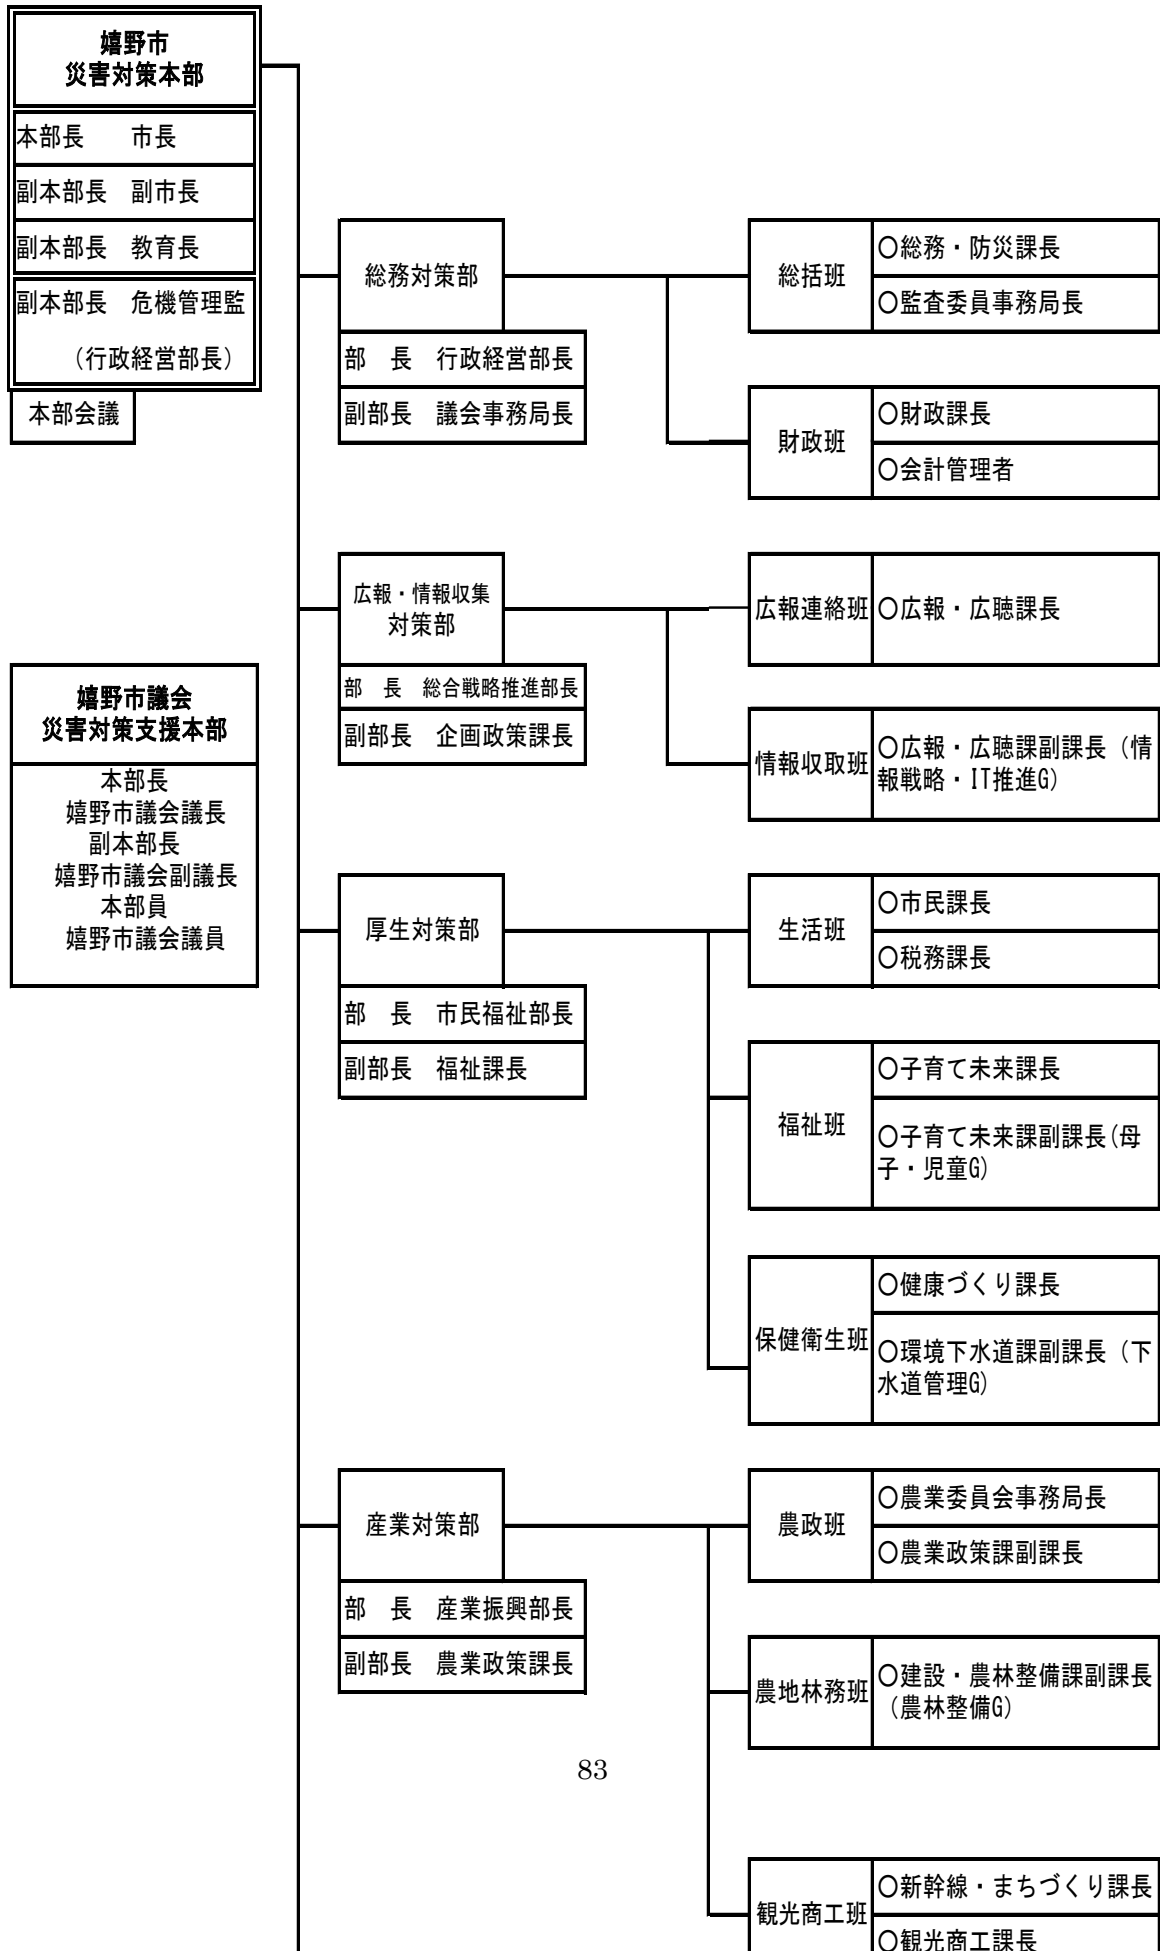 嬉野市
災害対策本部
本部長　　市長
副本部長　副市長
副本部長　教育長
副本部長　危機管理監
（行政経営部長）
本部会議
嬉野市議会
災害対策支援本部
本部長
嬉野市議会議長
副本部長
嬉野市議会副議長
本部員
嬉野市議会議員
総務対策部
部　長　行政経営部長
副部長　議会事務局長
総括班
〇総務・防災課長
〇監査委員事務局長
財政班
〇財政課長
〇会計管理者
広報・情報収集
対策部
部　長　総合戦略推進部長
副部長　企画政策課長
広報連絡班
〇広報・広聴課長
情報収取班
〇広報・広聴課副課長（情
報戦略・IT推進G）
厚生対策部
部　長　市民福祉部長
副部長　福祉課長
生活班
〇市民課長
〇税務課長
福祉班
〇子育て未来課長
〇子育て未来課副課長(母
子・児童G)
保健衛生班
〇健康づくり課長
〇環境下水道課副課長（下
水道管理G）
産業対策部
部　長　産業振興部長
副部長　農業政策課長
農政班
〇農業委員会事務局長
〇農業政策課副課長
農地林務班
〇建設・農林整備課副課長
（農林整備G）
観光商工班
〇新幹線・まちづくり課長
〇観光商工課長
83